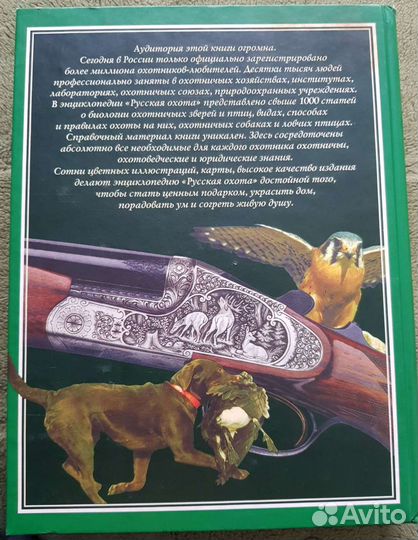 Аудитория этой книги огромна.
Сегодня в России только официально зарегистрировано
более миллиона охотников-любителей. Десятки тысяч людей
профессионально заняты в охотничьих хозяйствах, институтах,
лабораториях, охотничьих союзах, природоохранных учреждениях.
В энциклопедии «Русская охота» представлено свыше 1000 статей
о биологии охотничьих зверей и птиц, видах, способах
и правилах охоты на них, охотничьих собаках и ловчих птицах.
Справочный материал книги уникален. Здесь сосредоточены
абсолютно все необходимые для каждого охотника охотничьи,
охотоведческие и юридические знания.
Сотни цветных иллюстраций, карты, высокое качество издания
делают энциклопедию «Русская охота» достойной того,
чтобы стать ценным подарком, украсить дом,
порадовать ум и согреть живую душу.
Avito